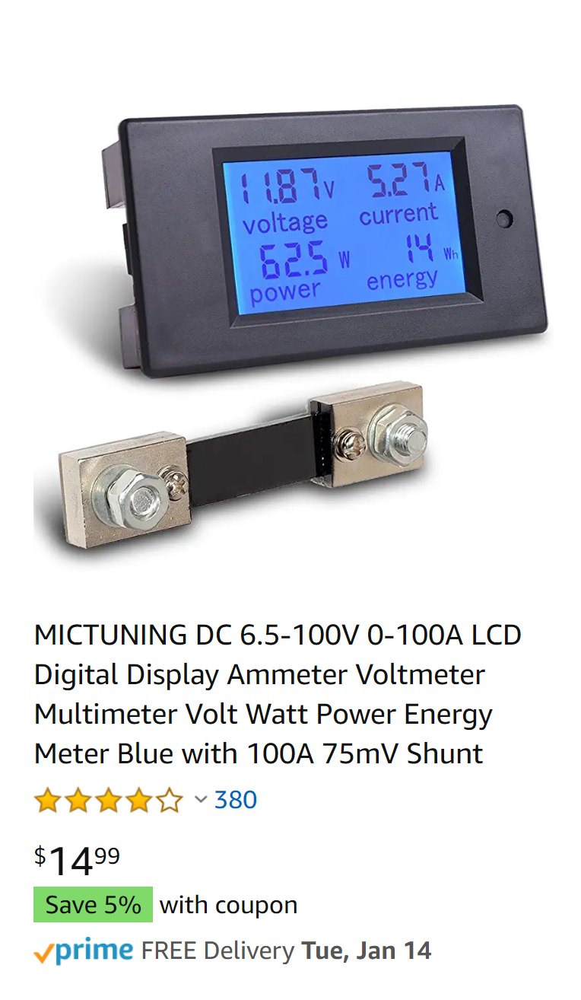 11.87V 5.27A
voltage current
62.5 W 14 Wh
power energy
MICTUNING DC 6.5-100V 0-100A LCD
Digital Display Ammeter Voltmeter
Multimeter Volt Watt Power Energy
Meter Blue with 100A 75mV Shunt
380
$14.99
Save 5% with coupon
prime FREE Delivery Tue, Jan 14